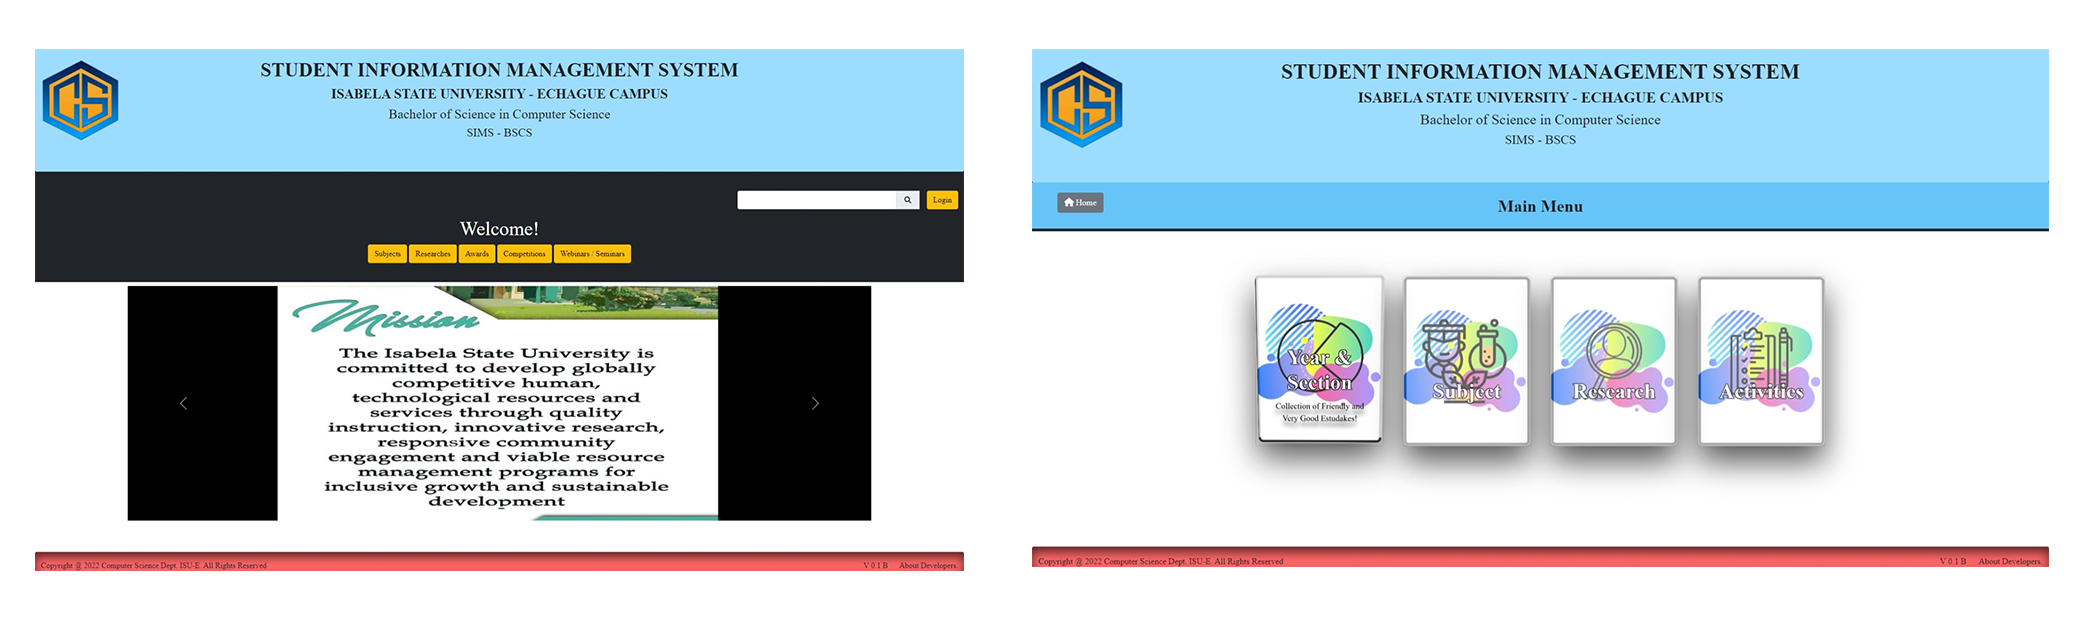 CS
STUDENT INFORMATION MANAGEMENT SYSTEM
ISABELA STATE UNIVERSITY - ECHAGUE CAMPUS
Bachelor of Science in Computer Science
SIMS - BSCS
Login
Welcome!
Subjects Researches Awards Competitions Webinars / Seminars
Mission
The Isabela State University is
committed to develop globally
competitive human,
technological resources and
services through quality
instruction, innovative research,
responsive community
engagement and viable resource
management programs for
inclusive growth and sustainable
development
Copyright @ 2022 Computer Science Dept. ISU-E. All Rights Reserved V 0.1 B About Developers.
CS
STUDENT INFORMATION MANAGEMENT SYSTEM
ISABELA STATE UNIVERSITY - ECHAGUE CAMPUS
Bachelor of Science in Computer Science
SIMS - BSCS
Home
Main Menu
Year &
Section
Collection of Friendly and
Very Good Estudakes!
Subject
Research
Activities
Copyright @ 2022 Computer Science Dept. ISU-E. All Rights Reserved V 0.1 B About Developers.